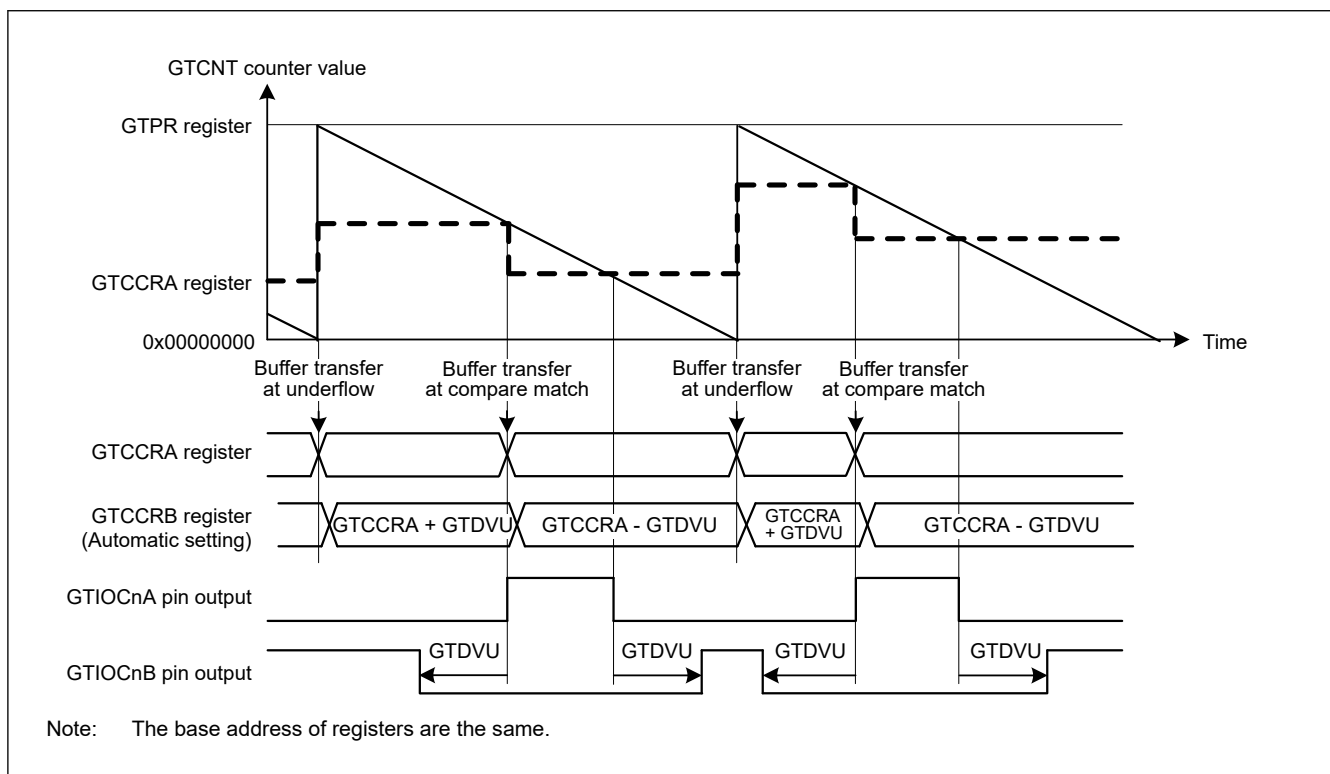 GTCNT counter value
GTPR register
GTCCRA register
0x00000000
Time
Buffer transfer
at underflow
Buffer transfer
at compare match
Buffer transfer
at underflow
Buffer transfer
at compare match
GTCCRA register
GTCCRB register
(Automatic setting)
GTCCRA + GTDVU
GTCCRA - GTDVU
GTCCRA
+ GTDVU
GTCCRA - GTDVU
GTIOCnA pin output
GTIOCnB pin output
GTDVU
GTDVU
GTDVU
GTDVU
Note: The base address of registers are the same.